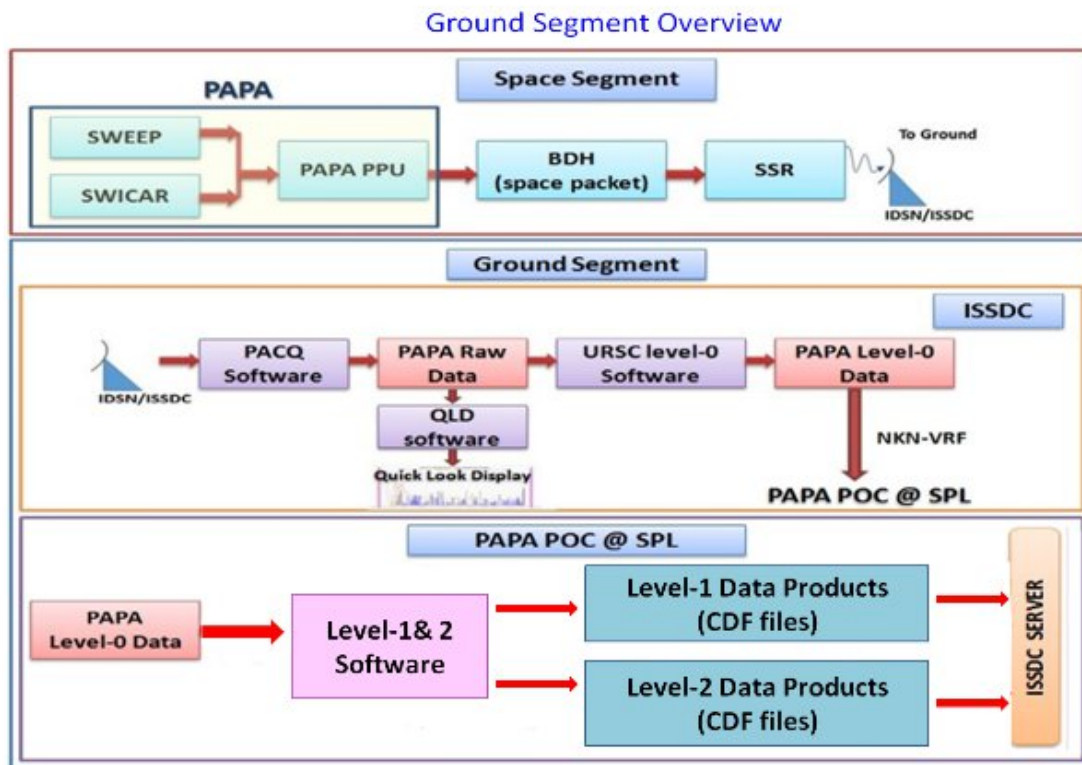 Ground Segment Overview
Space Segment
PAPA
SWEEP
SWICAR
PAPA PPU
BDH
(space packet)
SSR
To Ground
IDSN/ISSDC
Ground Segment
ISSDC
IDSN/ISSDC
PACQ
Software
PAPA Raw
Data
URSC level-0
Software
PAPA Level-0
Data
QLD
software
Quick Look Display
NKN-VRF
PAPA POC @ SPL
PAPA POC @ SPL
PAPA
Level-0 Data
Level-1& 2
Software
Level-1 Data Products
(CDF files)
Level-2 Data Products
(CDF files)
ISSDC SERVER